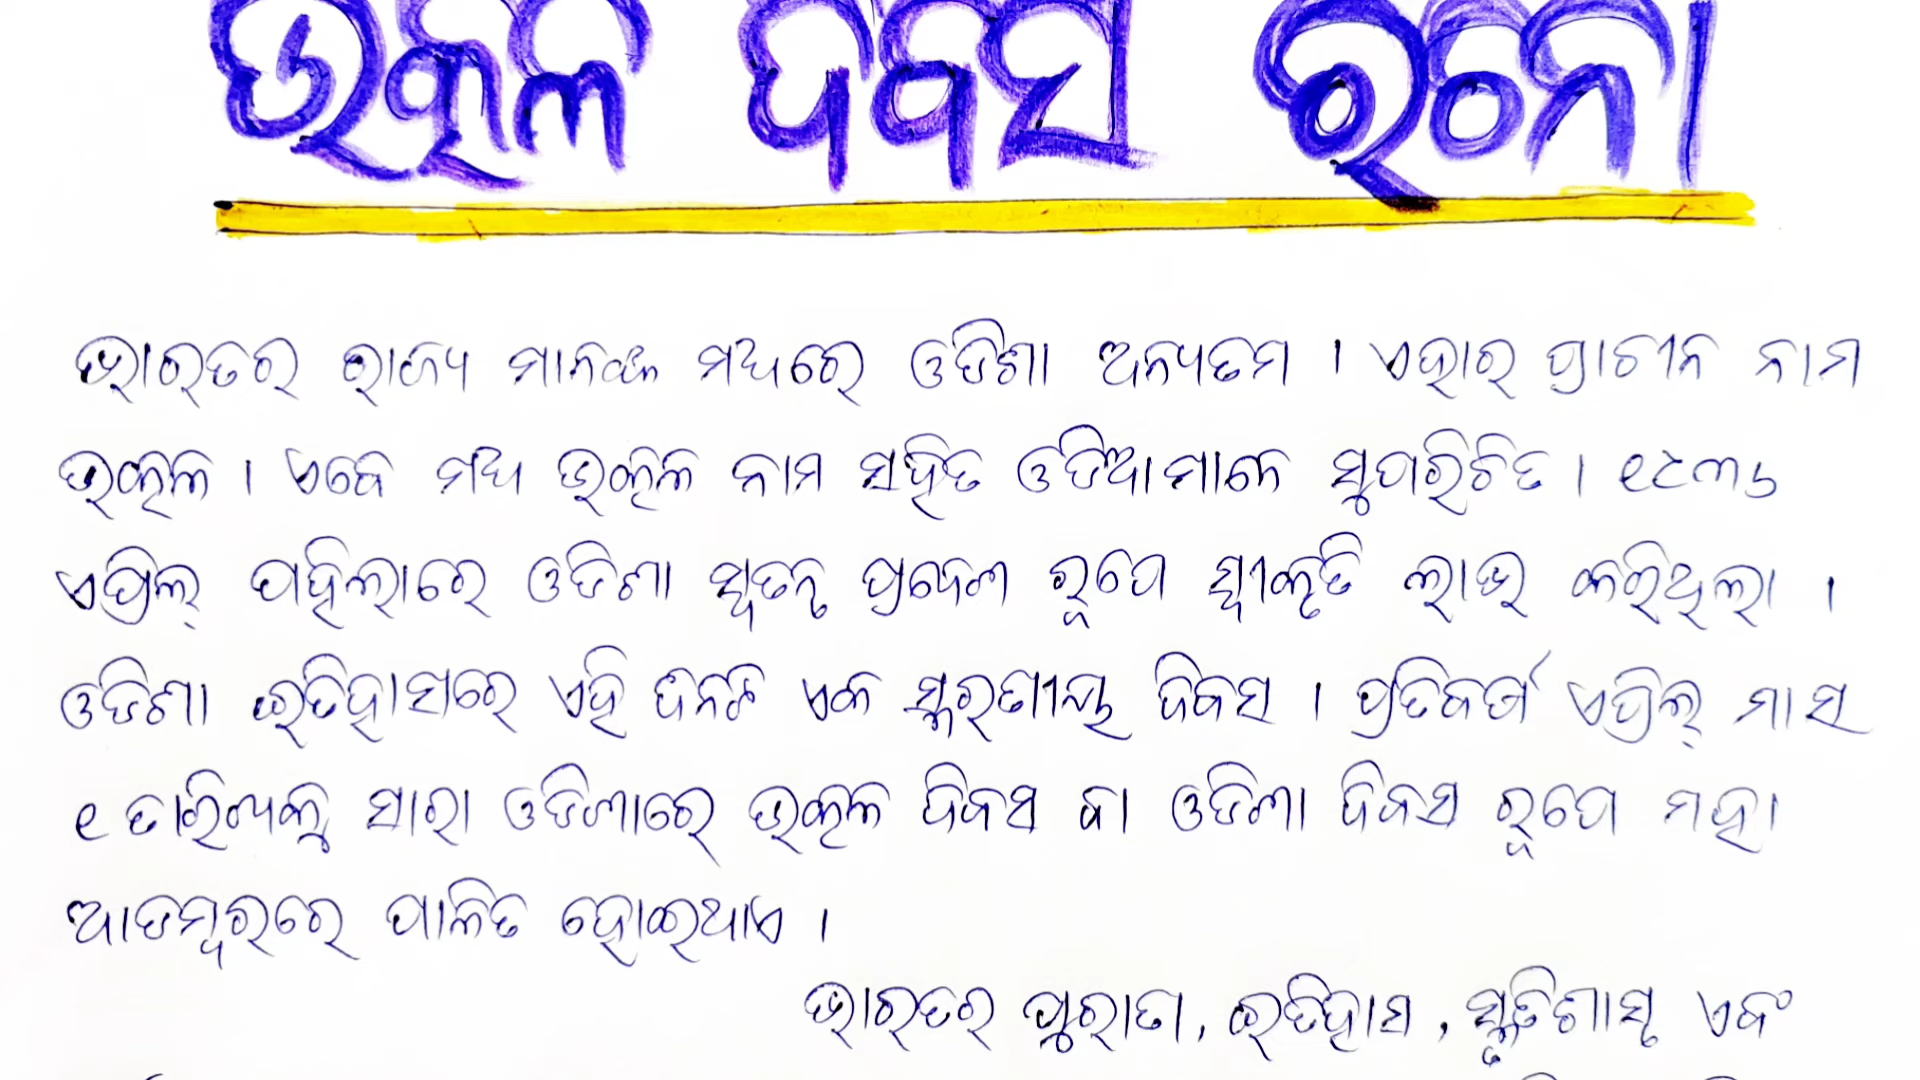 ଉତ୍କଳ ଦିବସ ରଚନା
ଭାରତର ରାଜ୍ୟ ମାନଙ୍କ ମଧ୍ୟରେ ଓଡିଶା ଅନ୍ୟତମ । ଏହାର ପ୍ରାଚୀନ ନାମ
ଉତ୍କଳ । ଏବେ ମଧ୍ୟ ଉତ୍କଳ ନାମ ସହିତ ଓଡିଆମାନେ ସୁପରିଚିତ । ୧୯୩୬
ଏପ୍ରିଲ୍ ପହିଲାରେ ଓଡିଶା ସ୍ୱତନ୍ତ୍ର ପ୍ରଦେଶ ରୂପେ ସ୍ୱୀକୃତି ଲାଭ କରିଥିଲା ।
ଓଡିଶା ଇତିହାସରେ ଏହି ଦିନଟି ଏକ ସ୍ମରଣୀୟ ଦିବସ । ପ୍ରତିବର୍ଷ ଏପ୍ରିଲ୍ ମାସ
୧ ତାରିଖକୁ ସାରା ଓଡିଶାରେ ଉତ୍କଳ ଦିବସ ବା ଓଡିଶା ଦିବସ ରୂପେ ମହା
ଆଡମ୍ବରରେ ପାଳିତ ହୋଇଥାଏ ।
ଭାରତର ପୁରାଣ, ଇତିହାସ, ସ୍ମୃତିଶାସ୍ତ୍ର ଏବଂ